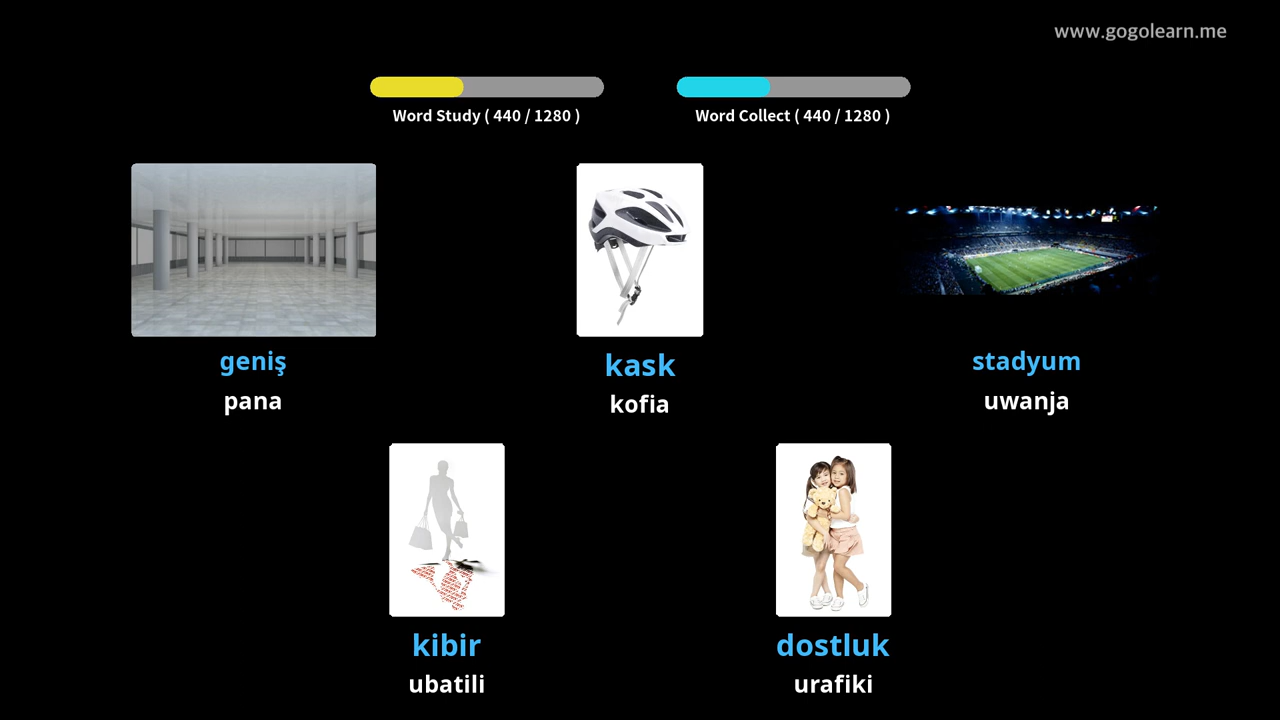 www.gogolearn.me
Word Study ( 440 / 1280 )
Word Collect ( 440 / 1280 )
geniş
pana
kask
kofia
stadyum
uwanja
kibir
ubatili
dostluk
urafiki